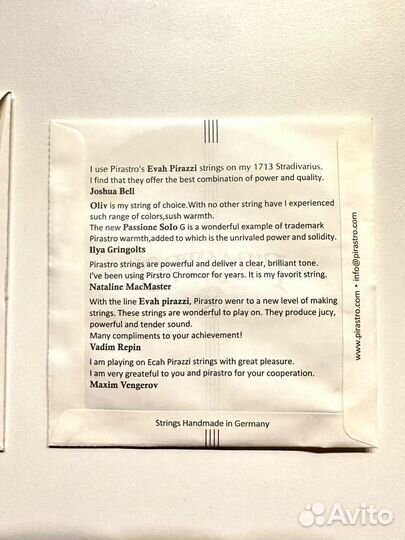 I use Pirastro's Evah Pirazzi strings on my 1713 Stradivarius.
I find that they offer the best combination of power and quality.
Joshua Bell
Oliv is my string of choice.With no other string have I experienced
such range of colors,sush warmth.
The new Passione Solo G is a wonderful example of trademark
Pirastro warmth,added to which is the unrivaled power and solidity.
Ilya Gringolts
Pirastro strings are powerful and deliver a clear, brilliant tone.
I've been using Pirstro Chromcor for years. It is my favorit string.
Nataline MacMaster
With the line Evah pirazzi, Pirastro wenr to a new level of making
strings. These strings are wonderful to play on. They produce jucy,
powerful and tender sound.
Many compliments to your achievement!
Vadim Repin
I am playing on Ecah Pirazzi strings with great pleasure.
I am very greateful to you and pirastro for your cooperation.
Maxim Vengerov
Strings Handmade in Germany
www.pirastro.com • info@pirastro.com
Avito